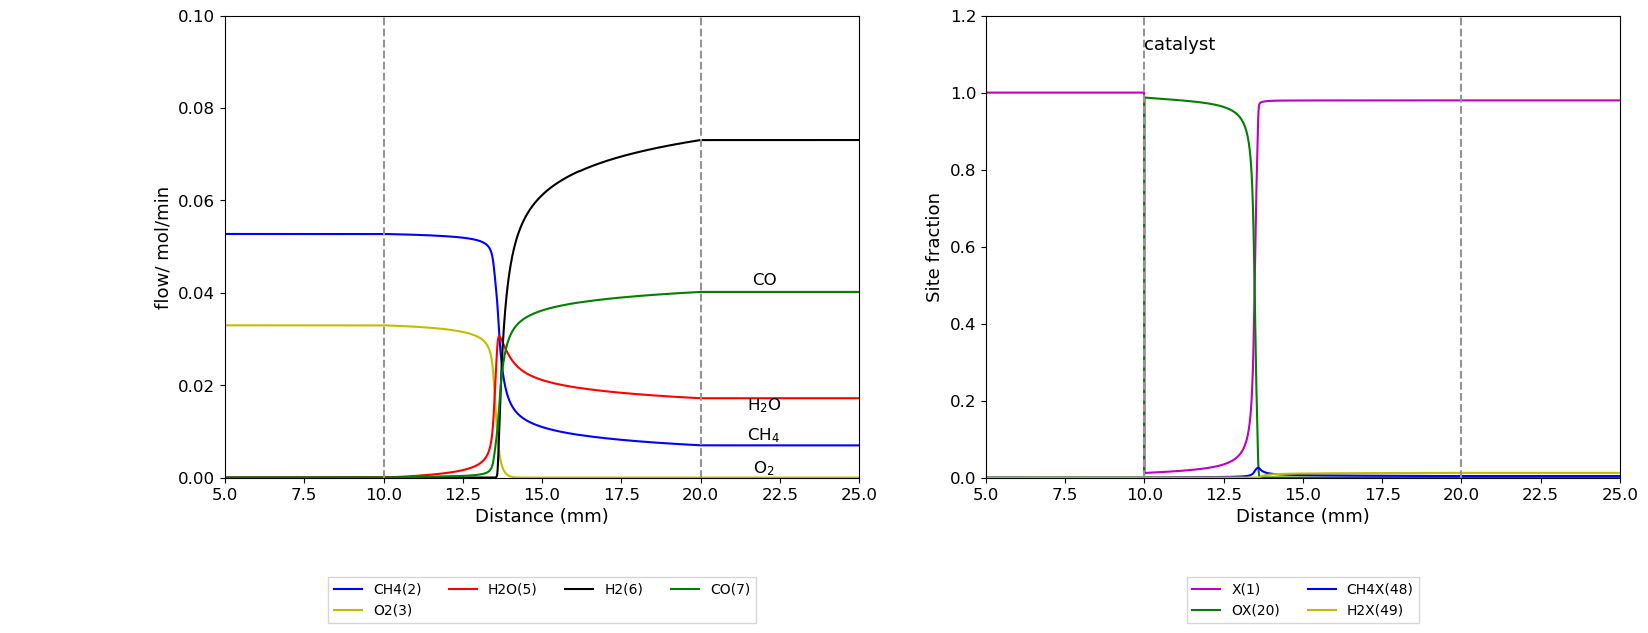 0.10
0.08
0.06
0.04
0.02
0.00
flow/ mol/min
CO
H₂O
CH₄
O₂
5.0 7.5 10.0 12.5 15.0 17.5 20.0 22.5 25.0
Distance (mm)
CH4(2) H2O(5) H2(6) CO(7)
O2(3)
1.2
1.0
0.8
0.6
0.4
0.2
0.0
Site fraction
catalyst
5.0 7.5 10.0 12.5 15.0 17.5 20.0 22.5 25.0
Distance (mm)
X(1) CH4X(48)
OX(20) H2X(49)